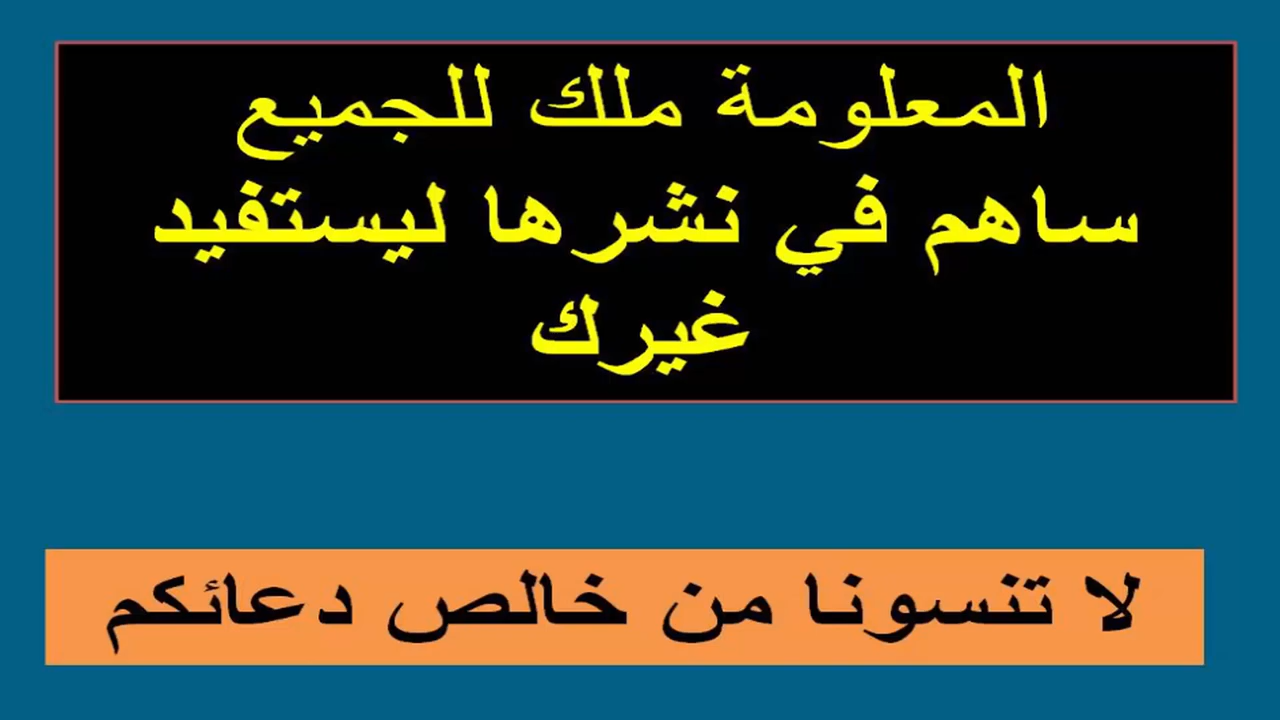 المعلومة ملك للجميع
ساهم في نشرها ليستفيد
غيرك
لا تنسونا من خالص دعائكم